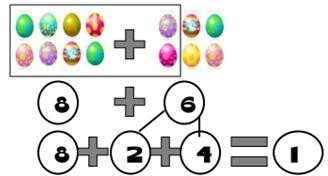 +
8 + 6
8 + 2 + 4 = 1